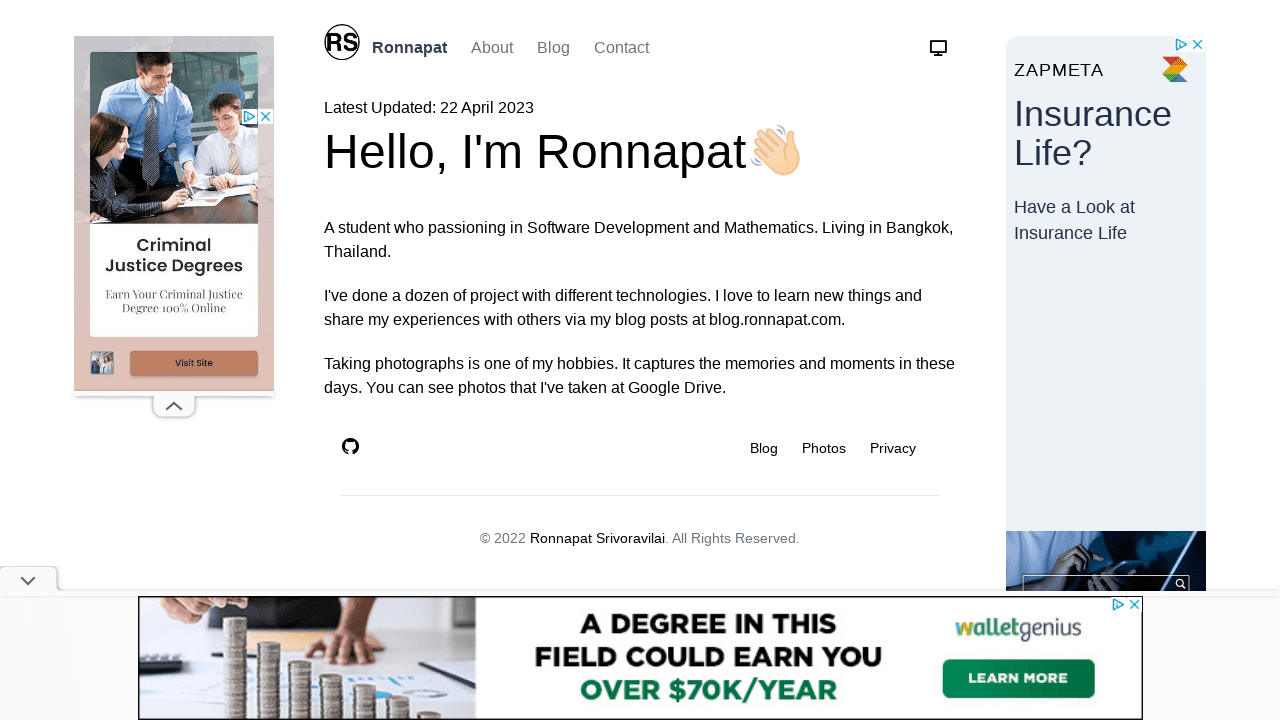 RS
Ronnapat
About
Blog
Contact
Latest Updated: 22 April 2023
Hello, I'm Ronnapat
A student who passioning in Software Development and Mathematics. Living in Bangkok,
Thailand.
I've done a dozen of project with different technologies. I love to learn new things and
share my experiences with others via my blog posts at blog.ronnapat.com.
Taking photographs is one of my hobbies. It captures the memories and moments in these
days. You can see photos that I've taken at Google Drive.
Blog
Photos
Privacy
© 2022 Ronnapat Srivoravilai. All Rights Reserved.
Criminal
Justice Degrees
Earn Your Criminal Justice
Degree 100% Online
Visit Site
ZAPMETA
Insurance
Life?
Have a Look at
Insurance Life
A DEGREE IN THIS
FIELD COULD EARN YOU
OVER $70K/YEAR
walletgenius
LEARN MORE